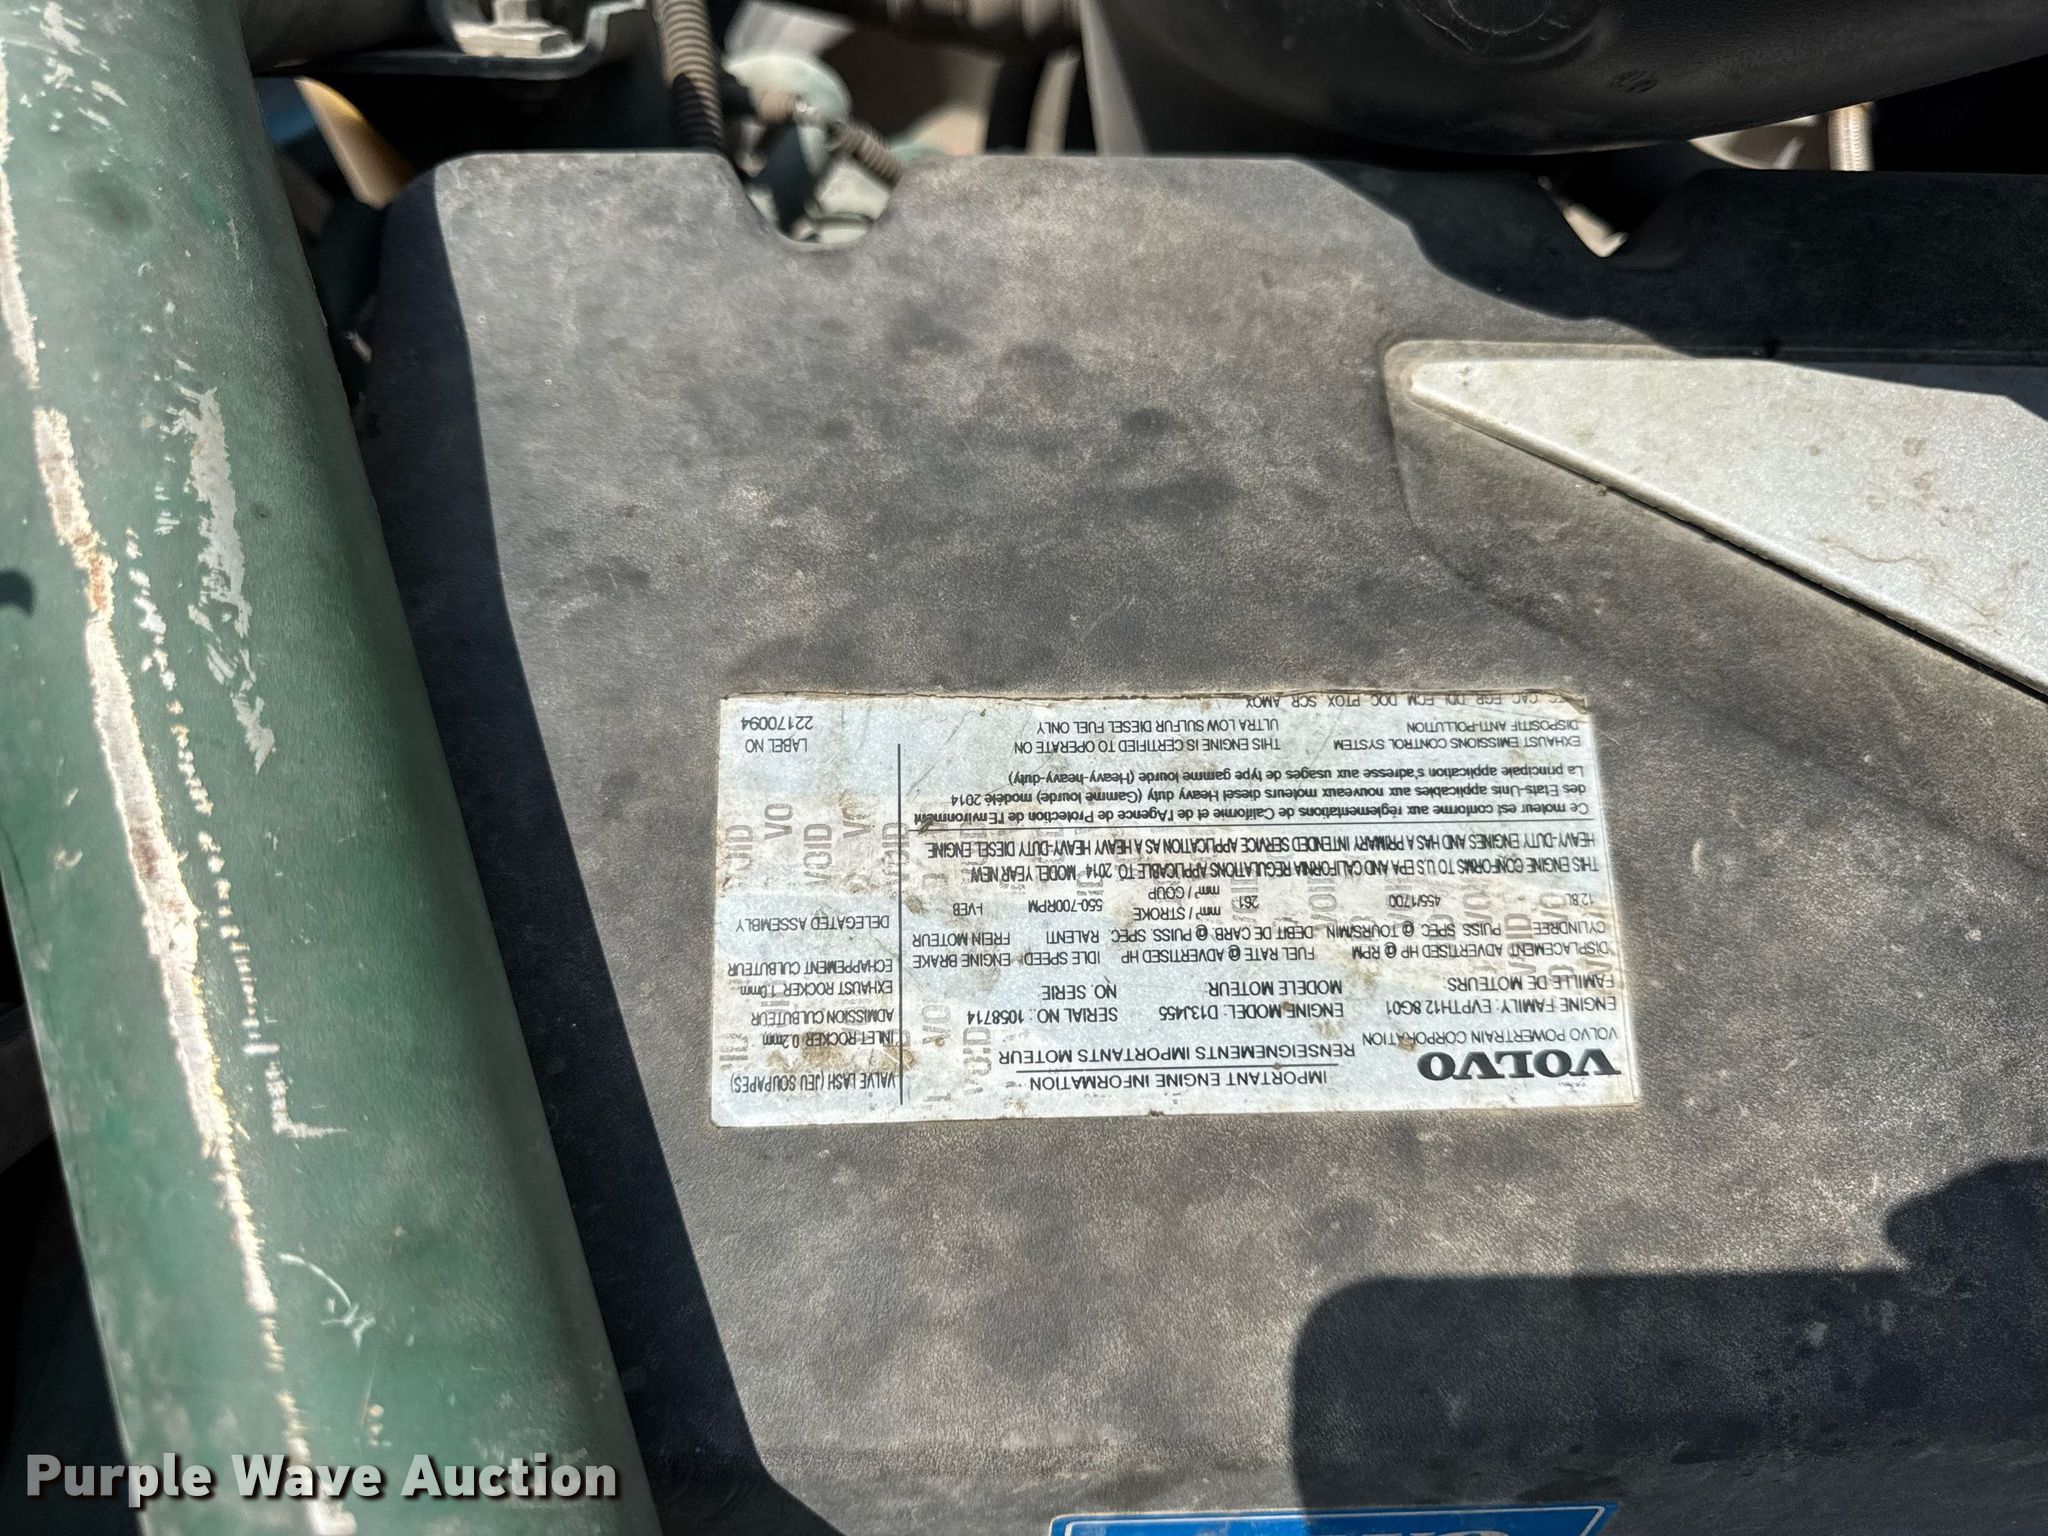 VOLVO
VOLVO POWERTRAIN CORPORATION
IMPORTANT ENGINE INFORMATION
RENSEIGNEMENTS IMPORTANTS MOTEUR
ENGINE FAMILY: EVPTH12.8G01
FAMILLE DE MOTEURS:
ENGINE MODEL: D13J455
MODELE MOTEUR:
SERIAL NO.: 1058714
NO. SERIE
DISPLACEMENT ADVERTISED HP @ RPM FUEL RATE @ ADVERTISED HP IDLE SPEED ENGINE BRAKE
CYLINDREE PUISS. SPEC. @ TOURS/MIN. DEBIT DE CARB. @ PUISS. SPEC. RALENTI FREIN MOTEUR
12.8L 455/1700 261 mm³ / STROKE 550-700RPM I-VEB
mm³ / COUP
THIS ENGINE CONFORMS TO U.S EPA AND CALIFORNIA REGULATIONS APPLICABLE TO 2014 MODEL YEAR NEW
HEAVY-DUTY ENGINES AND HAS A PRIMARY INTENDED SERVICE APPLICATION AS A HEAVY HEAVY-DUTY DIESEL ENGINE.
Ce moteur est conforme aux réglementations de Californie et de l'Agence de Protection de l'Environnement
des Etats-Unis applicables aux nouveaux moteurs diesel Heavy duty (Gamme lourde) modèle 2014
La principale application s'adresse aux usages de type gamme lourde (Heavy heavy-duty)
EXHAUST EMISSIONS CONTROL SYSTEM
DISPOSITIF ANTI-POLLUTION
CAC EGR DDI ECM DOC PTOX SCR AMOX
THIS ENGINE IS CERTIFIED TO OPERATE ON
ULTRA LOW SULFUR DIESEL FUEL ONLY
VALVE LASH (JEU SOUPAPES)
INLET ROCKER 0.2mm
ADMISSION CULBUTEUR
EXHAUST ROCKER 1.0mm
ECHAPPEMENT CULBUTEUR
DELEGATED ASSEMBLY
LABEL NO
22170094
Purple Wave Auction